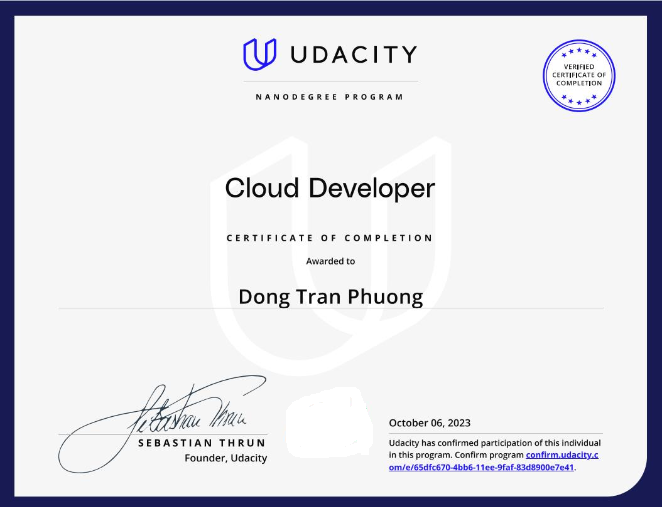 UDACITY
NANODEGREE PROGRAM
VERIFIED
CERTIFICATE OF
COMPLETION
Cloud Developer
CERTIFICATE OF COMPLETION
Awarded to
Dong Tran Phuong
Sebastian Thrun
SEBASTIAN THRUN
Founder, Udacity
October 06, 2023
Udacity has confirmed participation of this individual
in this program. Confirm program confirm.udacity.c
om/e/65dfc670-4bb6-11ee-9faf-83d8900e7e41.